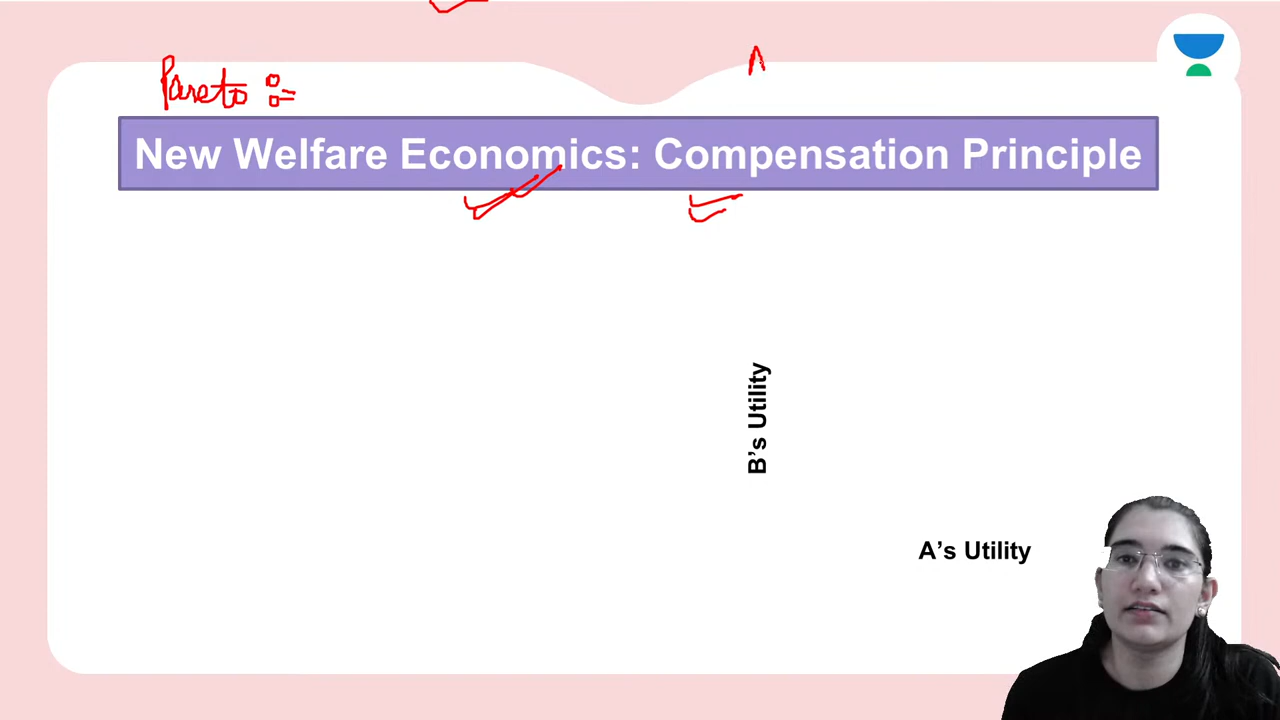 Pareto :-
New Welfare Economics: Compensation Principle
B's Utility
A's Utility